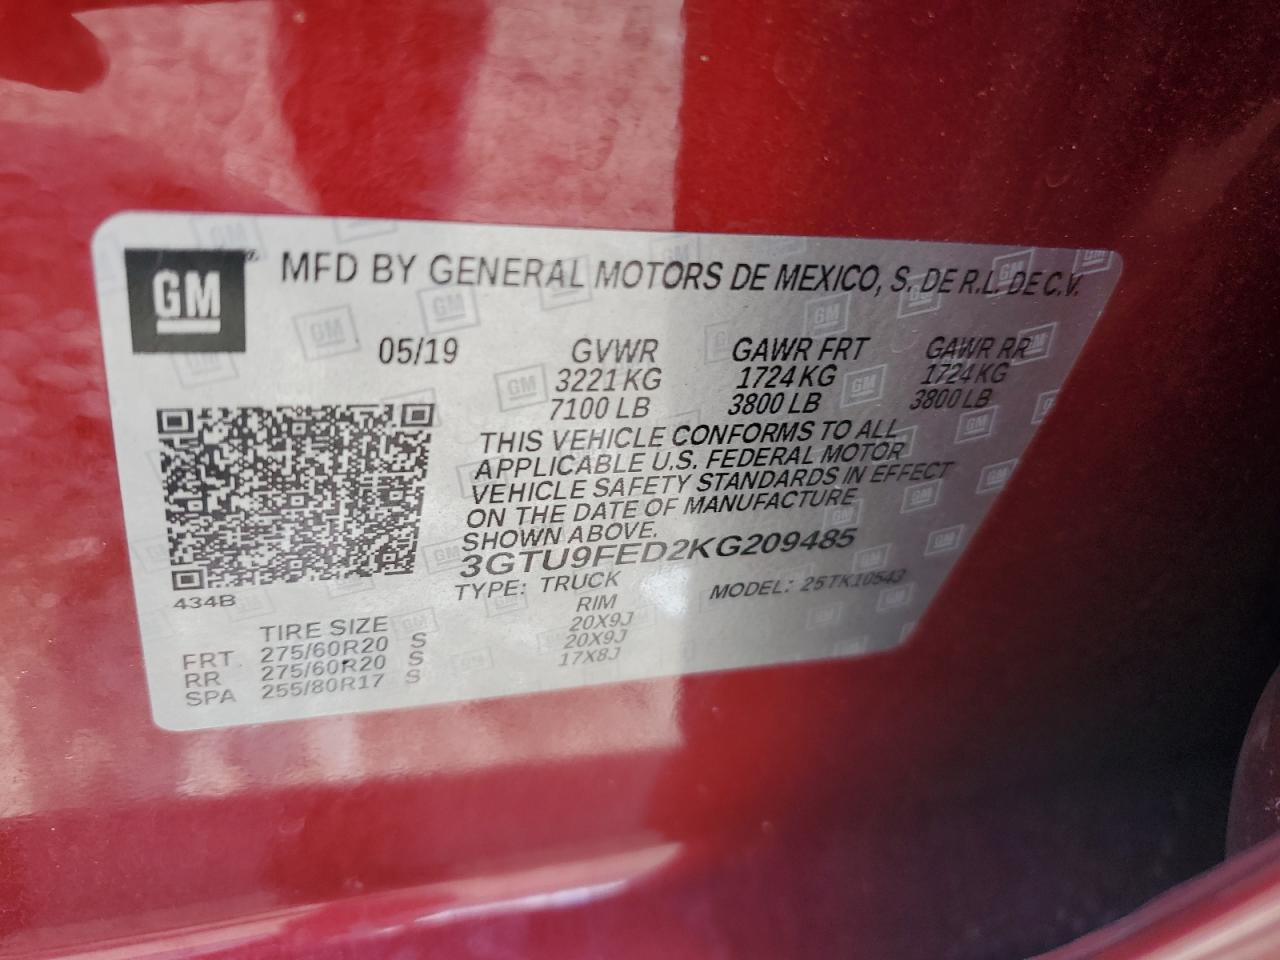 GM
MFD BY GENERAL MOTORS DE MEXICO, S. DE R.L. DE C.V.
05/19 GVWR GAWR FRT GAWR RR
3221 KG 1724 KG 1724 KG
7100 LB 3800 LB 3800 LB
THIS VEHICLE CONFORMS TO ALL
APPLICABLE U.S. FEDERAL MOTOR
VEHICLE SAFETY STANDARDS IN EFFECT
ON THE DATE OF MANUFACTURE
SHOWN ABOVE.
3GTU9FED2KG209485
TYPE: TRUCK MODEL: 25TK10543
434B
TIRE SIZE RIM
FRT 275/60R20 S 20X9J
RR 275/60R20 S 20X9J
SPA 255/80R17 S 17X8J